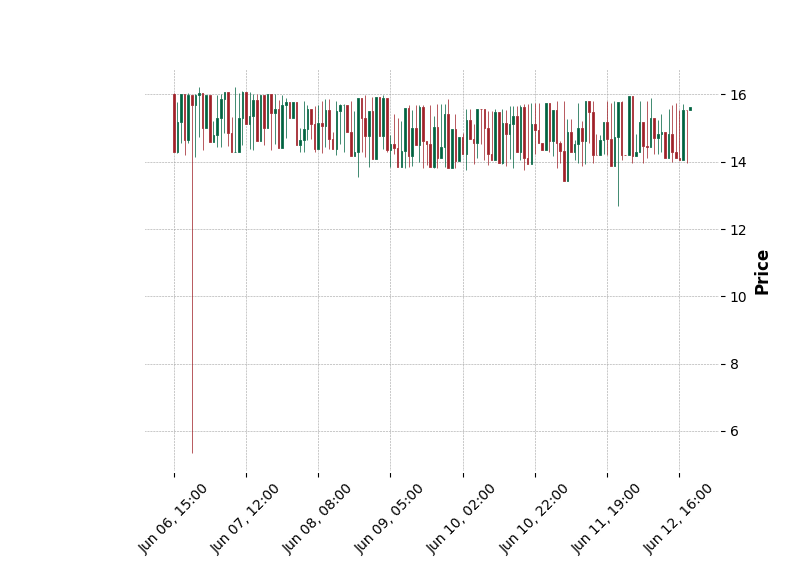 16
14
12
10
8
6
Price
Jun 06, 15:00
Jun 07, 12:00
Jun 08, 08:00
Jun 09, 05:00
Jun 10, 02:00
Jun 10, 22:00
Jun 11, 19:00
Jun 12, 16:00